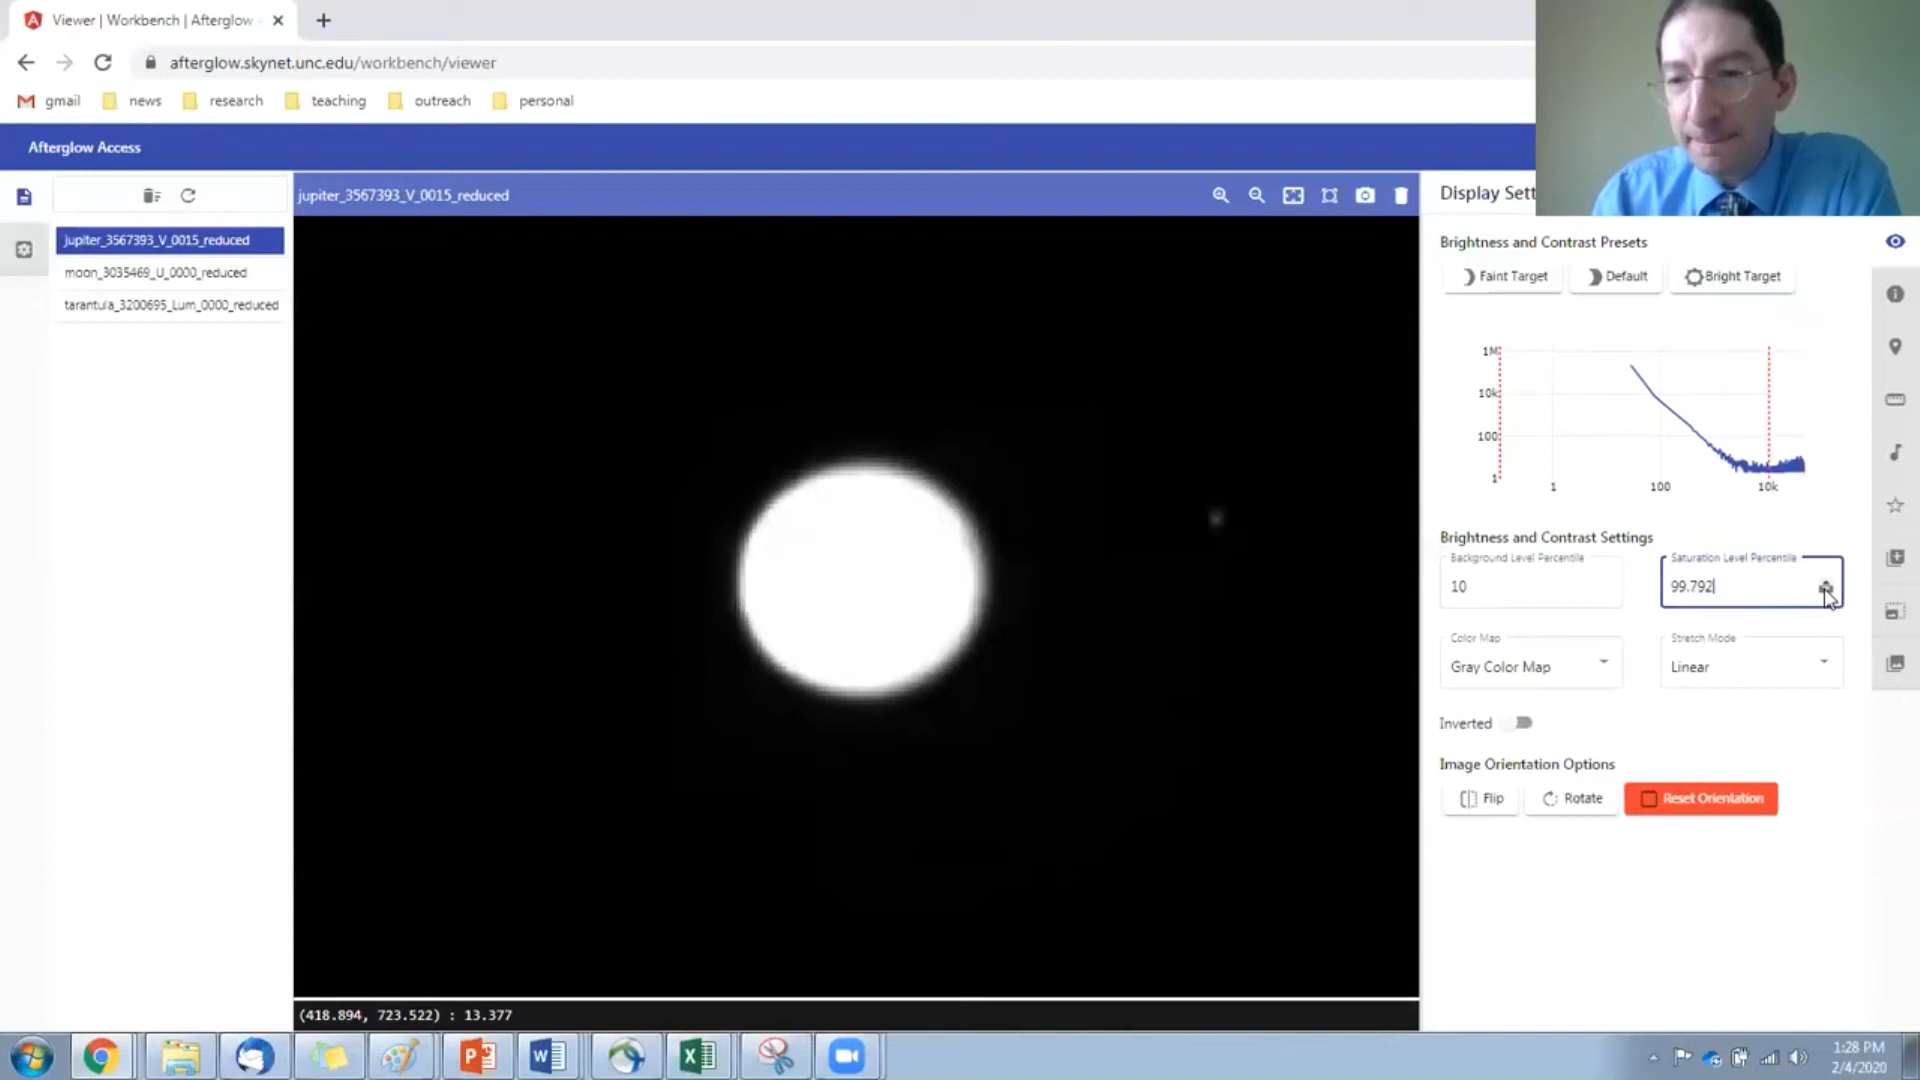 Viewer | Workbench | Afterglow
afterglow.skynet.unc.edu/workbench/viewer
gmail news research teaching outreach personal
Afterglow Access
jupiter_3567393_V_0015_reduced
moon_3035469_U_0000_reduced
tarantula_3200695_Lum_0000_reduced
jupiter_3567393_V_0015_reduced
(418.894, 723.522) : 13.377
Display Sett
Brightness and Contrast Presets
Faint Target Default Bright Target
1M
10k
100
1
1 100 10k
Brightness and Contrast Settings
Background Level Percentile
10
Saturation Level Percentile
99.792
Color Map
Gray Color Map
Stretch Mode
Linear
Inverted
Image Orientation Options
Flip Rotate Reset Orientation
1:28 PM
2/4/2020